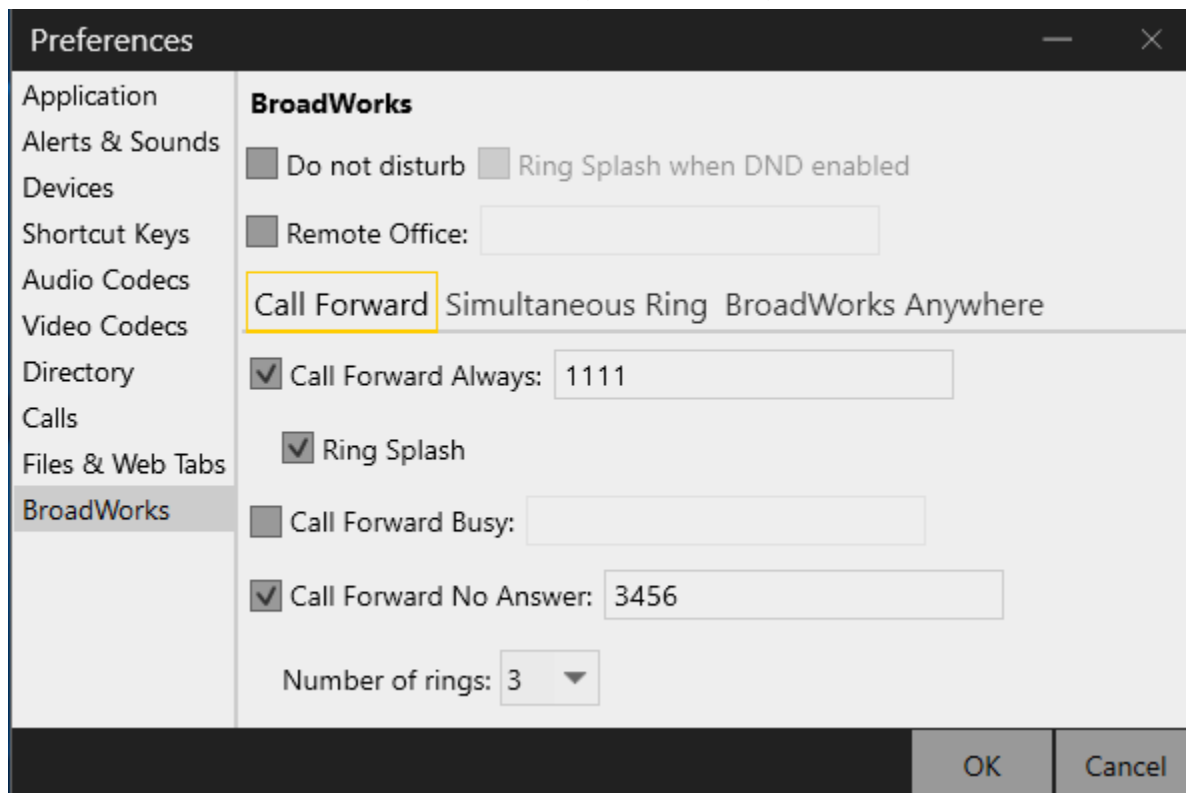 Preferences
Application
Alerts & Sounds
Devices
Shortcut Keys
Audio Codecs
Video Codecs
Directory
Calls
Files & Web Tabs
BroadWorks
BroadWorks
Do not disturb Ring Splash when DND enabled
Remote Office:
Call Forward Simultaneous Ring BroadWorks Anywhere
Call Forward Always: 1111
Ring Splash
Call Forward Busy:
Call Forward No Answer: 3456
Number of rings: 3
OK Cancel